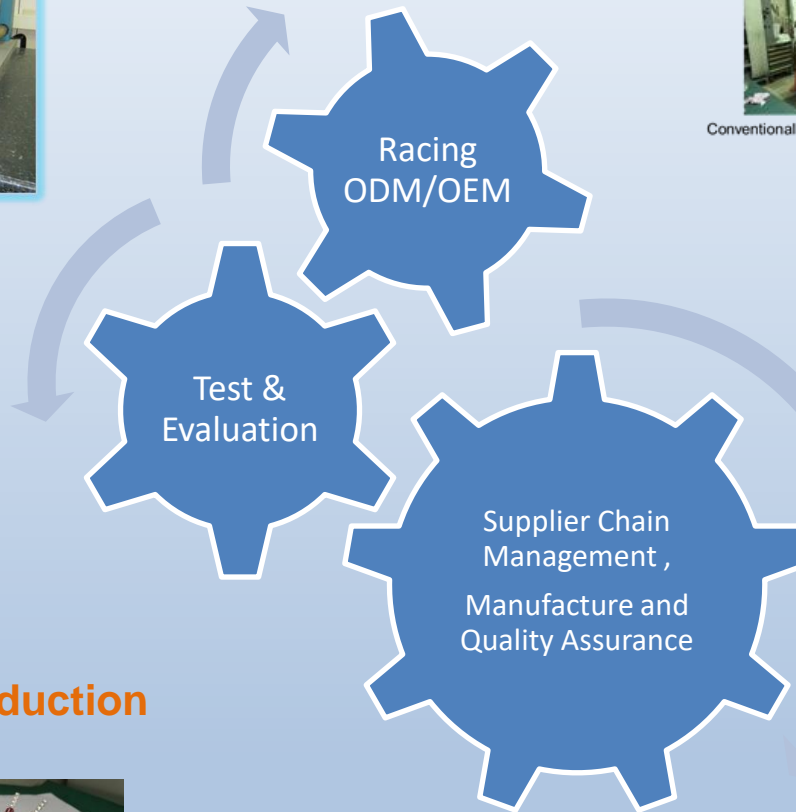 Conventional
Racing
ODM/OEM
Test &
Evaluation
Supplier Chain
Management ,
Manufacture and
Quality Assurance
duction